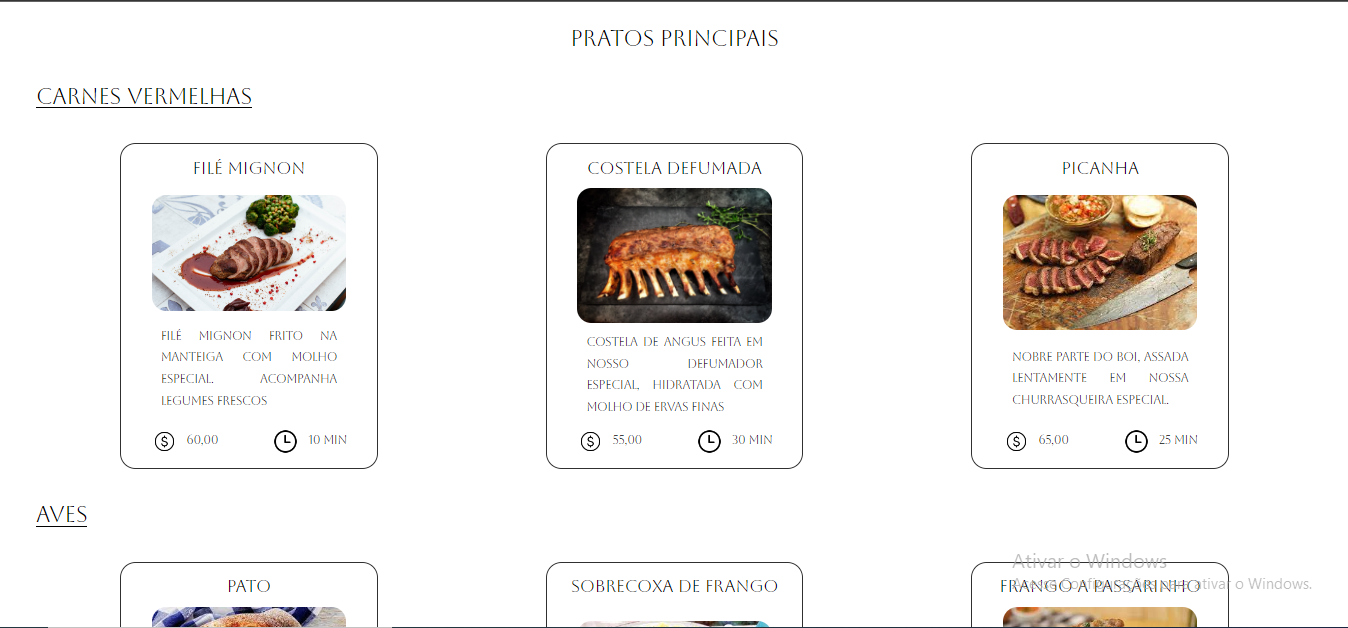 PRATOS PRINCIPAIS
CARNES VERMELHAS
FILÉ MIGNON
FILÉ MIGNON FRITO NA
MANTEIGA COM MOLHO
ESPECIAL. ACOMPANHA
LEGUMES FRESCOS
$ 60,00 10 MIN
COSTELA DEFUMADA
COSTELA DE ANGUS FEITA EM
NOSSO DEFUMADOR
ESPECIAL, HIDRATADA COM
MOLHO DE ERVAS FINAS
$ 55,00 30 MIN
PICANHA
NOBRE PARTE DO BOI, ASSADA
LENTAMENTE EM NOSSA
CHURRASQUEIRA ESPECIAL.
$ 65,00 25 MIN
AVES
PATO
SOBRECOXA DE FRANGO
FRANGO A PASSARINHO
Ativar o Windows
Acesse Configurações para ativar o Windows.